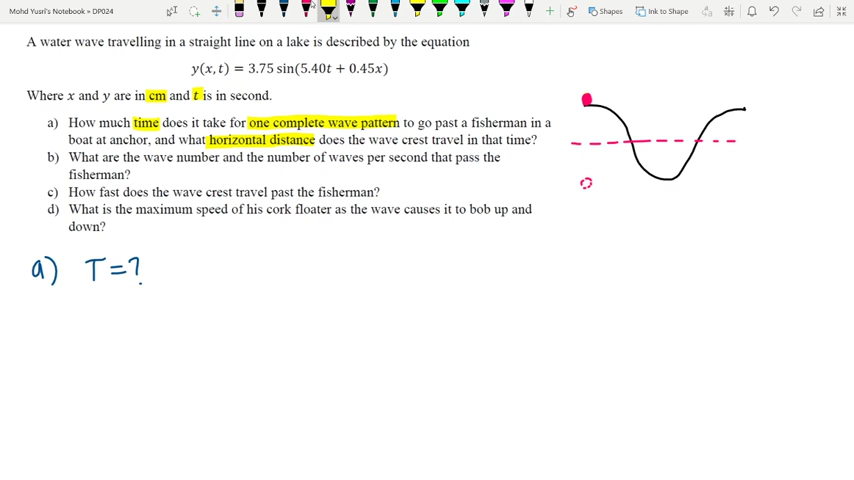 Mohd Yusri's Notebook » DP024
Shapes
Ink to Shape
A water wave travelling in a straight line on a lake is described by the equation
y(x, t) = 3.75 sin(5.40t + 0.45x)
Where x and y are in cm and t is in second.
a) How much time does it take for one complete wave pattern to go past a fisherman in a
boat at anchor, and what horizontal distance does the wave crest travel in that time?
b) What are the wave number and the number of waves per second that pass the
fisherman?
c) How fast does the wave crest travel past the fisherman?
d) What is the maximum speed of his cork floater as the wave causes it to bob up and
down?
a) T = ?